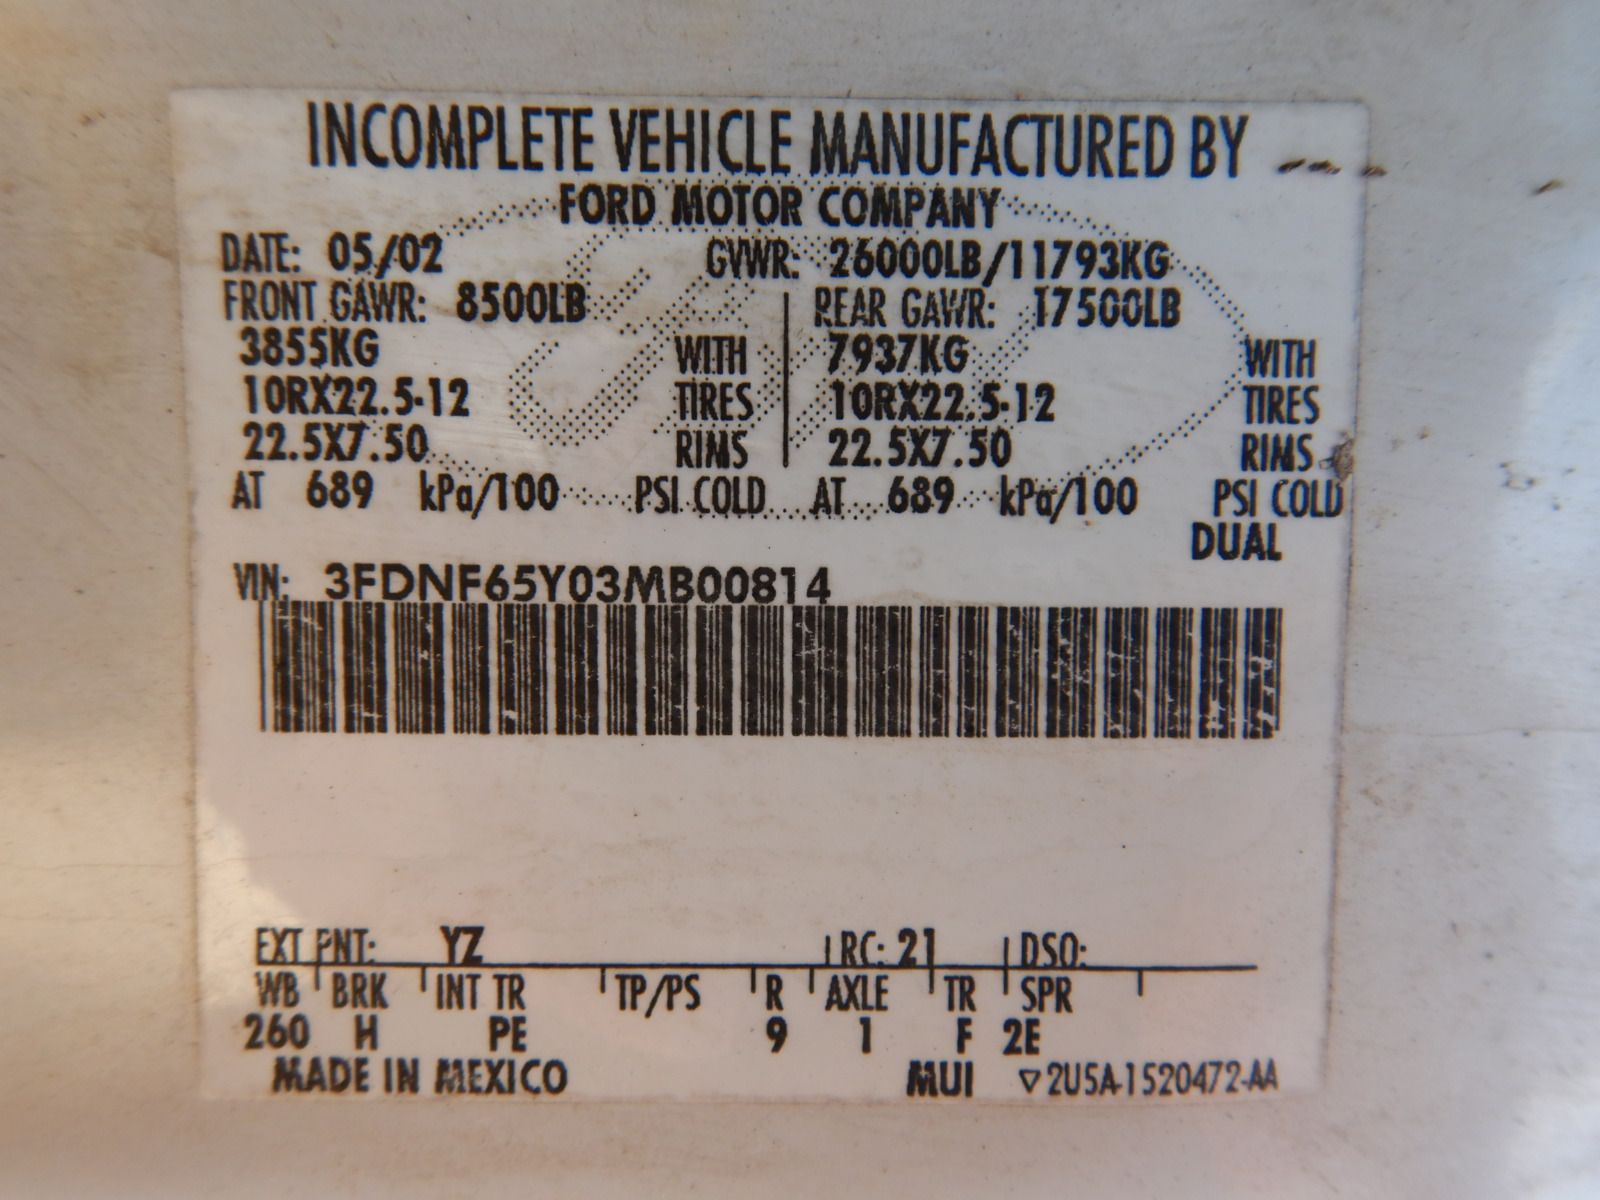 INCOMPLETE VEHICLE MANUFACTURED BY
FORD MOTOR COMPANY
DATE: 05/02 GVWR: 26000LB/11793KG
FRONT GAWR: 8500LB REAR GAWR: 17500LB
3855KG WITH 7937KG WITH
10RX22.5-12 TIRES 10RX22.5-12 TIRES
22.5X7.50 RIMS 22.5X7.50 RIMS
AT 689 kPa/100 PSI COLD AT 689 kPa/100 PSI COLD
DUAL
VIN: 3FDNF65Y03MB00814
EXT PNT: YZ RC: 21 DSO:
WB BRK INT TR TP/PS R AXLE TR SPR
260 H PE 9 1 F 2E
MADE IN MEXICO MUI ▽2U5A-1520472-AA